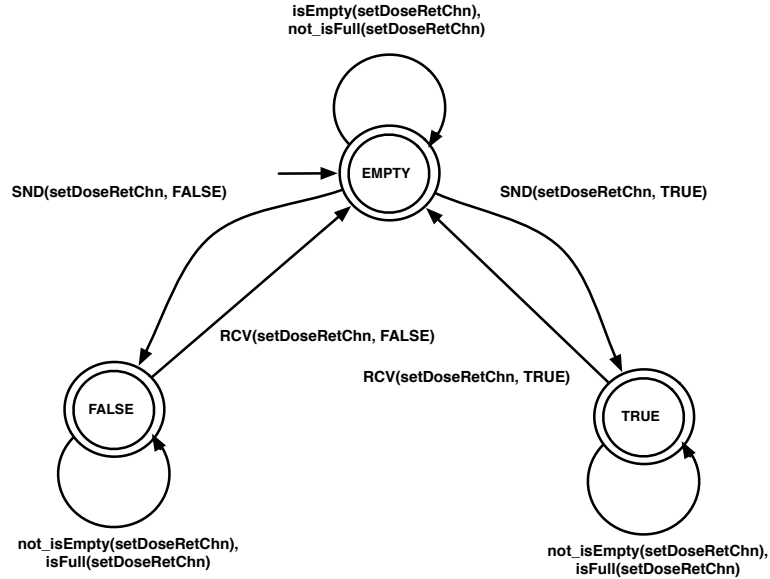 isEmpty(setDoseRetChn),
not_isFull(setDoseRetChn)
EMPTY
SND(setDoseRetChn, FALSE)
SND(setDoseRetChn, TRUE)
RCV(setDoseRetChn, FALSE)
RCV(setDoseRetChn, TRUE)
FALSE
TRUE
not_isEmpty(setDoseRetChn),
isFull(setDoseRetChn)
not_isEmpty(setDoseRetChn),
isFull(setDoseRetChn)